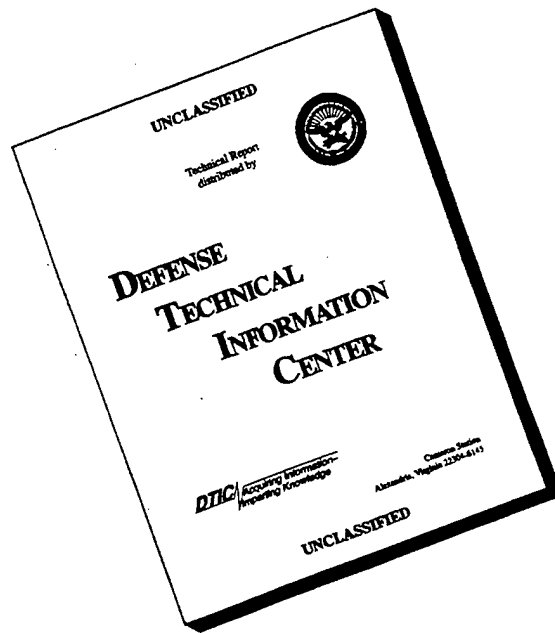 UNCLASSIFIED
Technical Report
distributed by
DEFENSE
TECHNICAL
INFORMATION
CENTER
DTIC Acquiring Information—
Imparting Knowledge
Cameron Station
Alexandria, Virginia 22304-6145
UNCLASSIFIED